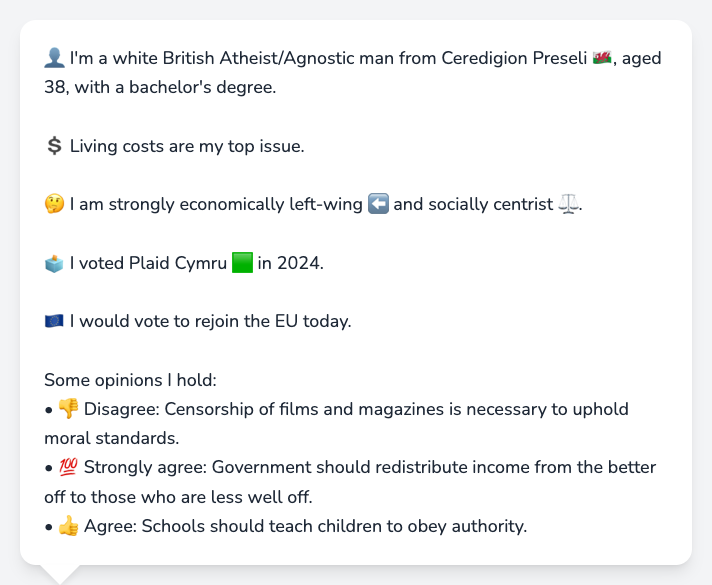 👤 I'm a white British Atheist/Agnostic man from Ceredigion Preseli 🏴󠁧󠁢󠁷󠁬󠁳󠁿, aged
38, with a bachelor's degree.
💲 Living costs are my top issue.
🤔 I am strongly economically left-wing ⬅️ and socially centrist ⚖️.
🗳️ I voted Plaid Cymru 🟩 in 2024.
🇪🇺 I would vote to rejoin the EU today.
Some opinions I hold:
• 👎 Disagree: Censorship of films and magazines is necessary to uphold
moral standards.
• 💯 Strongly agree: Government should redistribute income from the better
off to those who are less well off.
• 👍 Agree: Schools should teach children to obey authority.